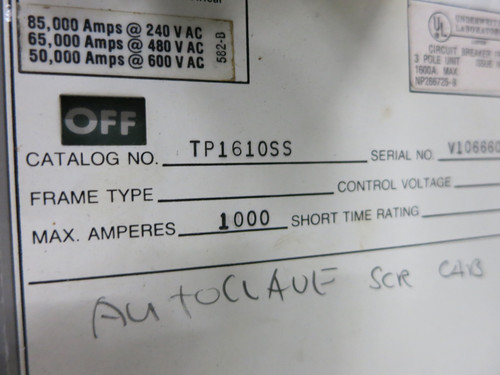 85,000 Amps @ 240 V AC
65,000 Amps @ 480 V AC
50,000 Amps @ 600 V AC
582-B
UL
CIRCUIT BREAKER
3 POLE UNIT
1600A. MAX.
OFF
CATALOG NO. TP1610SS SERIAL NO. V106660
FRAME TYPE CONTROL VOLTAGE
MAX. AMPERES 1000 SHORT TIME RATING
AUTOCLAVE SCR CAB